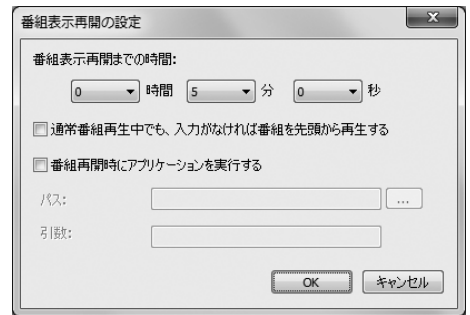 番組表示再開の設定
番組表示再開までの時間:
0 時間 5 分 0 秒
通常番組再生中でも、入力がなければ番組を先頭から再生する
番組再開時にアプリケーションを実行する
パス: ...
引数:
OK キャンセル